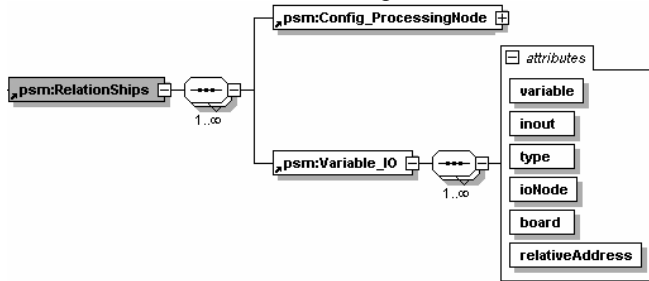 psm:Config_ProcessingNode
attributes
psm:RelationShips
1..∞
variable
inout
psm:Variable_IO
1..∞
type
ioNode
board
relativeAddress